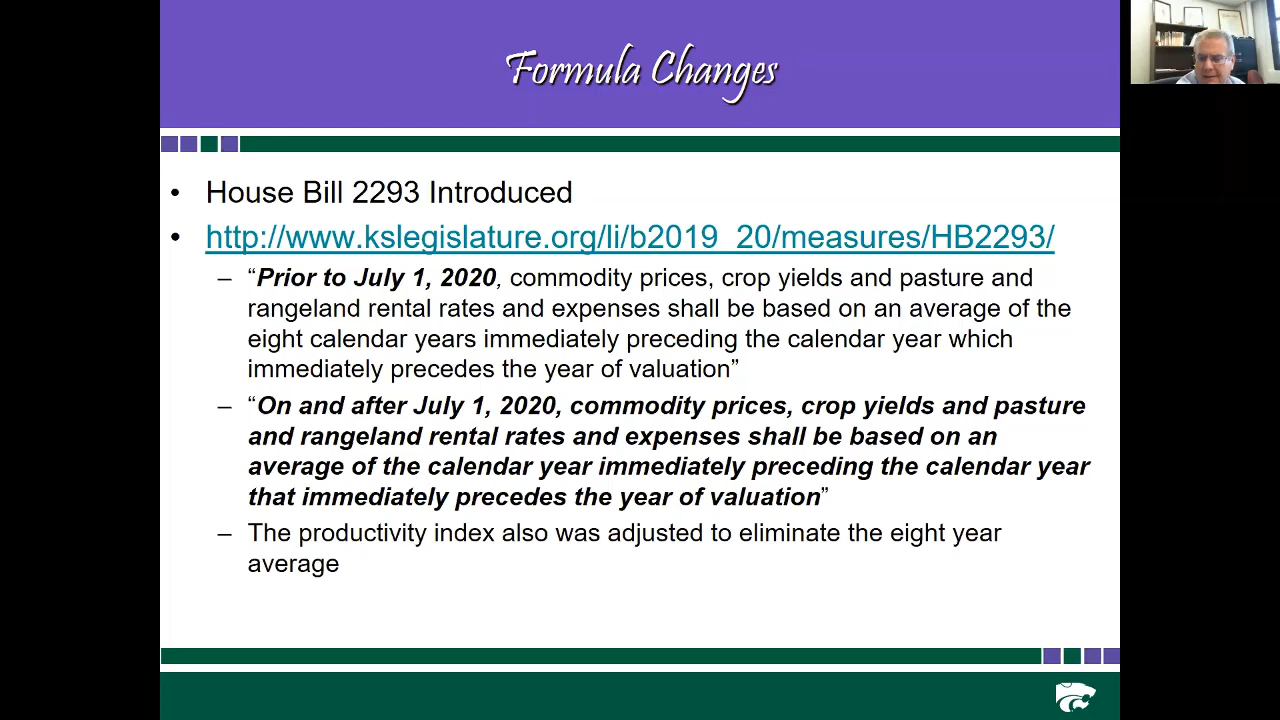 Formula Changes
• House Bill 2293 Introduced
• http://www.kslegislature.org/li/b2019_20/measures/HB2293/
– “Prior to July 1, 2020, commodity prices, crop yields and pasture and
rangeland rental rates and expenses shall be based on an average of the
eight calendar years immediately preceding the calendar year which
immediately precedes the year of valuation”
– “On and after July 1, 2020, commodity prices, crop yields and pasture
and rangeland rental rates and expenses shall be based on an
average of the calendar year immediately preceding the calendar year
that immediately precedes the year of valuation”
– The productivity index also was adjusted to eliminate the eight year
average